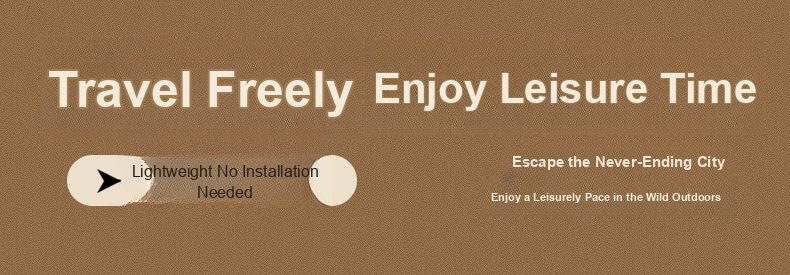 Travel Freely Enjoy Leisure Time
Lightweight No Installation
Needed
Escape the Never-Ending City
Enjoy a Leisurely Pace in the Wild Outdoors